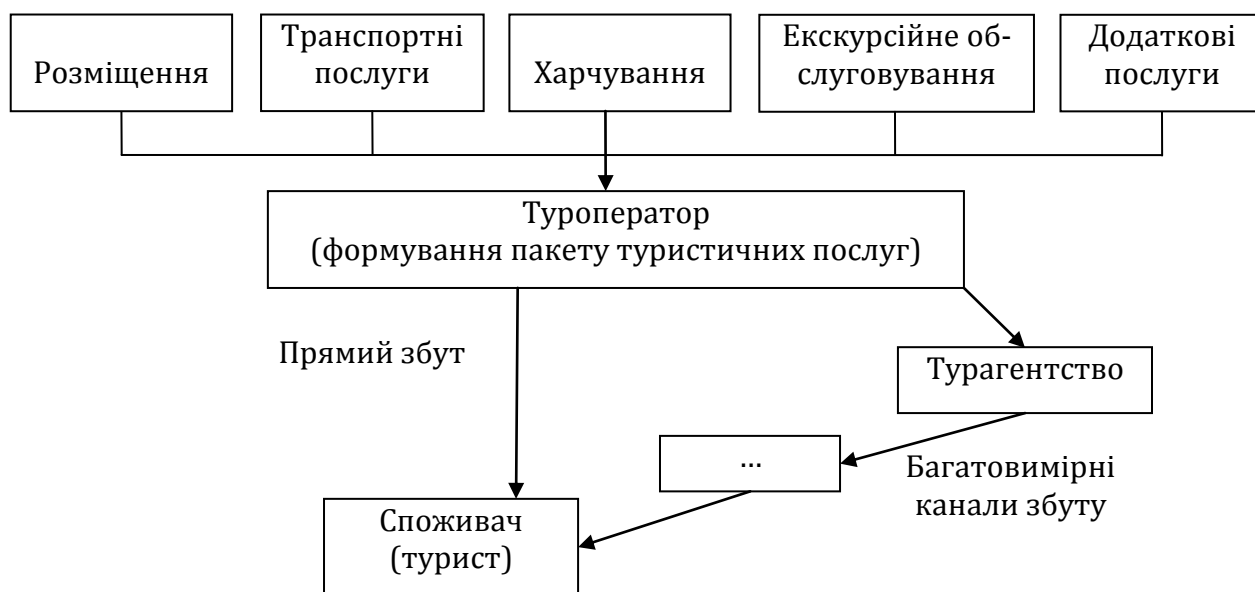 Розміщення
Транспортні
послуги
Харчування
Екскурсійне об-
слуговування
Додаткові
послуги
Туроператор
(формування пакету туристичних послуг)
Прямий збут
Турагентство
...
Багатовимірні
канали збуту
Споживач
(турист)